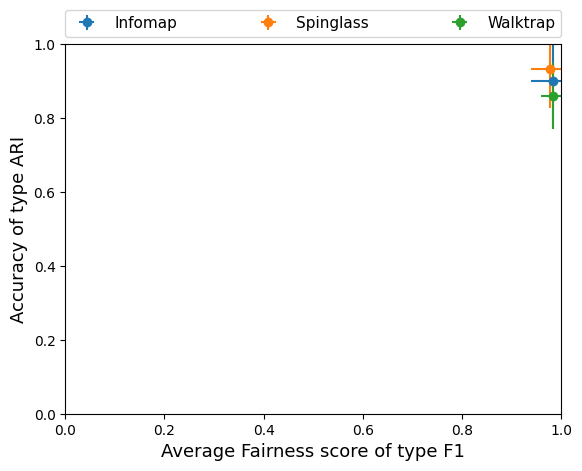 Infomap Spinglass Walktrap
1.0
0.8
0.6
0.4
0.2
0.0
Accuracy of type ARI
0.0 0.2 0.4 0.6 0.8 1.0
Average Fairness score of type F1